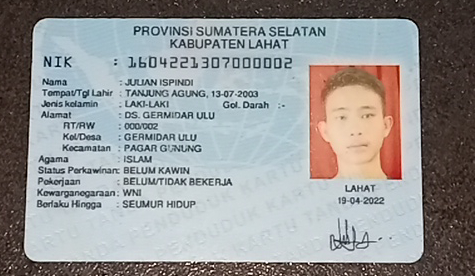 PROVINSI SUMATERA SELATAN
KABUPATEN LAHAT
NIK : 1604221307000002
Nama : JULIAN ISPINDI
Tempat/Tgl Lahir : TANJUNG AGUNG, 13-07-2003
Jenis kelamin : LAKI-LAKI Gol. Darah :-
Alamat : DS. GERMIDAR ULU
RT/RW : 000/002
Kel/Desa : GERMIDAR ULU
Kecamatan : PAGAR GUNUNG
Agama : ISLAM
Status Perkawinan: BELUM KAWIN
Pekerjaan : BELUM/TIDAK BEKERJA
Kewarganegaraan: WNI
Berlaku Hingga : SEUMUR HIDUP
LAHAT
19-04-2022